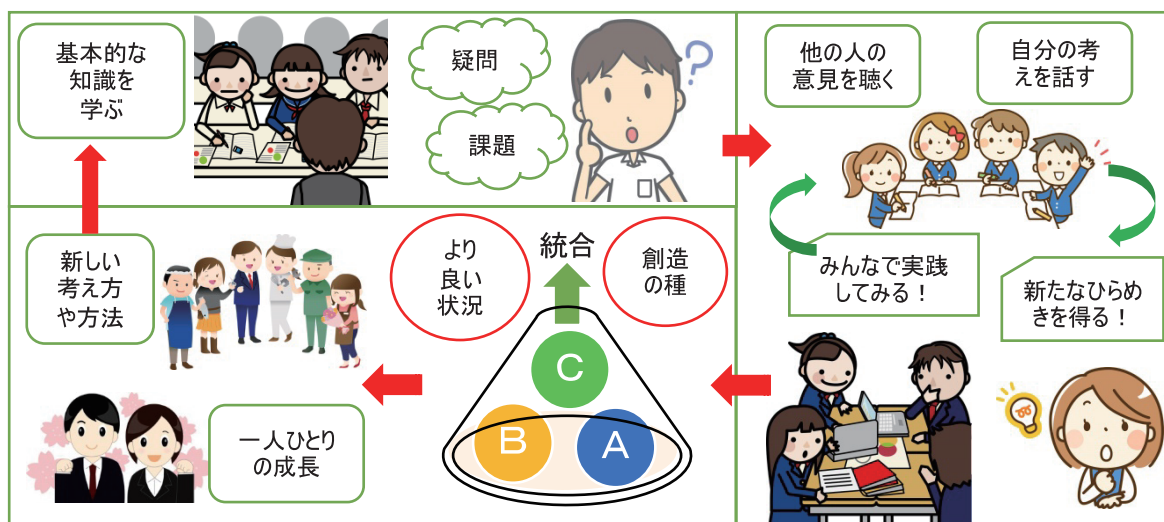 基本的な
知識を
学ぶ
疑問
課題
?
他の人の
意見を聴く
自分の考
えを話す
みんなで実践
してみる!
新たなひらめ
きを得る!
統合
より
良い
状況
創造
の種
C
B
A
新しい
考え方
や方法
一人ひとり
の成長